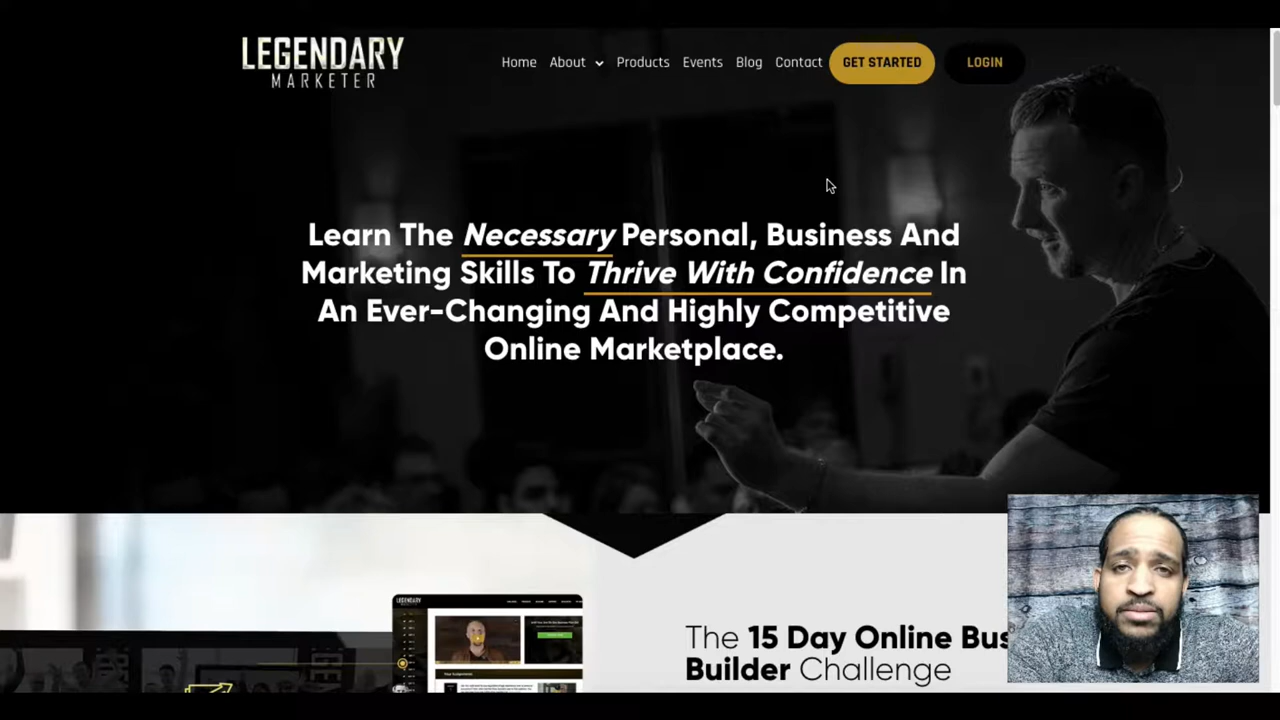 LEGENDARY
MARKETER
Home About Products Events Blog Contact GET STARTED LOGIN
Learn The Necessary Personal, Business And
Marketing Skills To Thrive With Confidence In
An Ever-Changing And Highly Competitive
Online Marketplace.
LEGENDARY
The 15 Day Online Bus
Builder Challenge